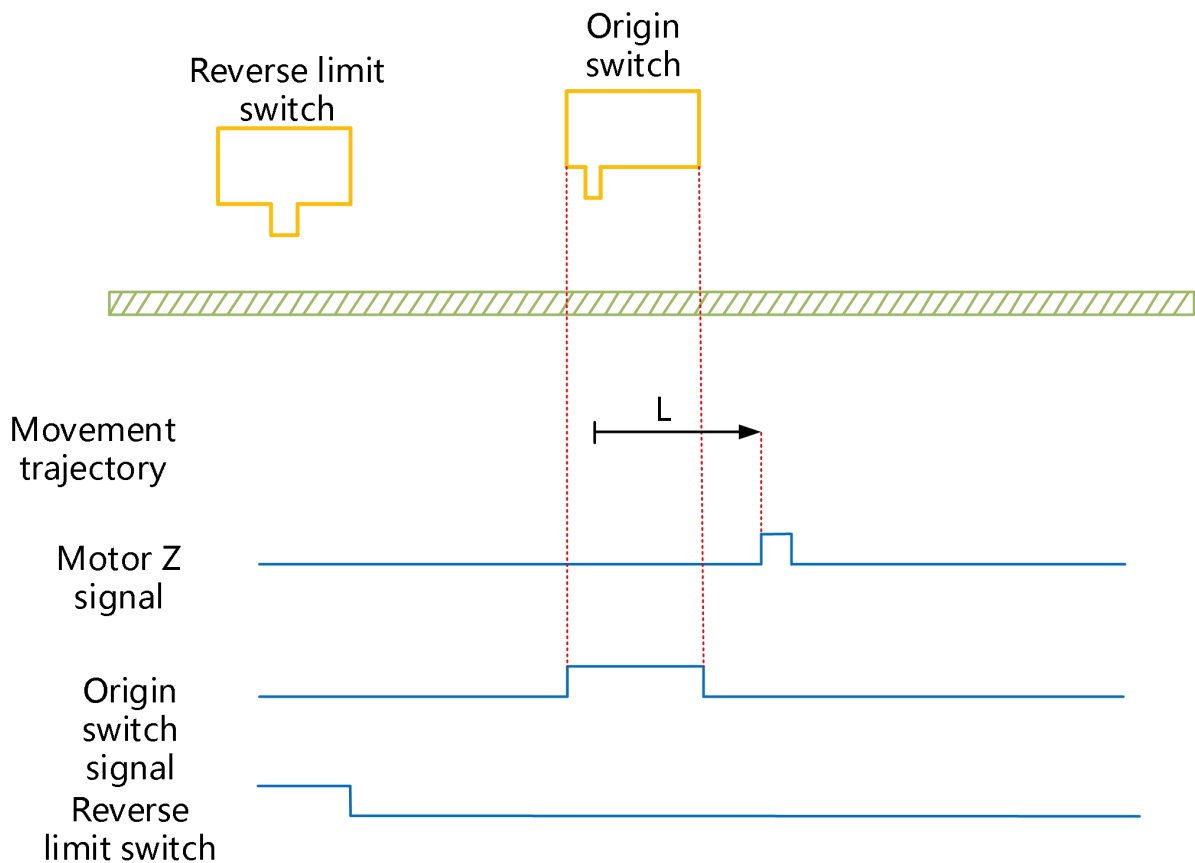 Origin
switch
Reverse limit
switch
L
Movement
trajectory
Motor Z
signal
Origin
switch
signal
Reverse
limit switch